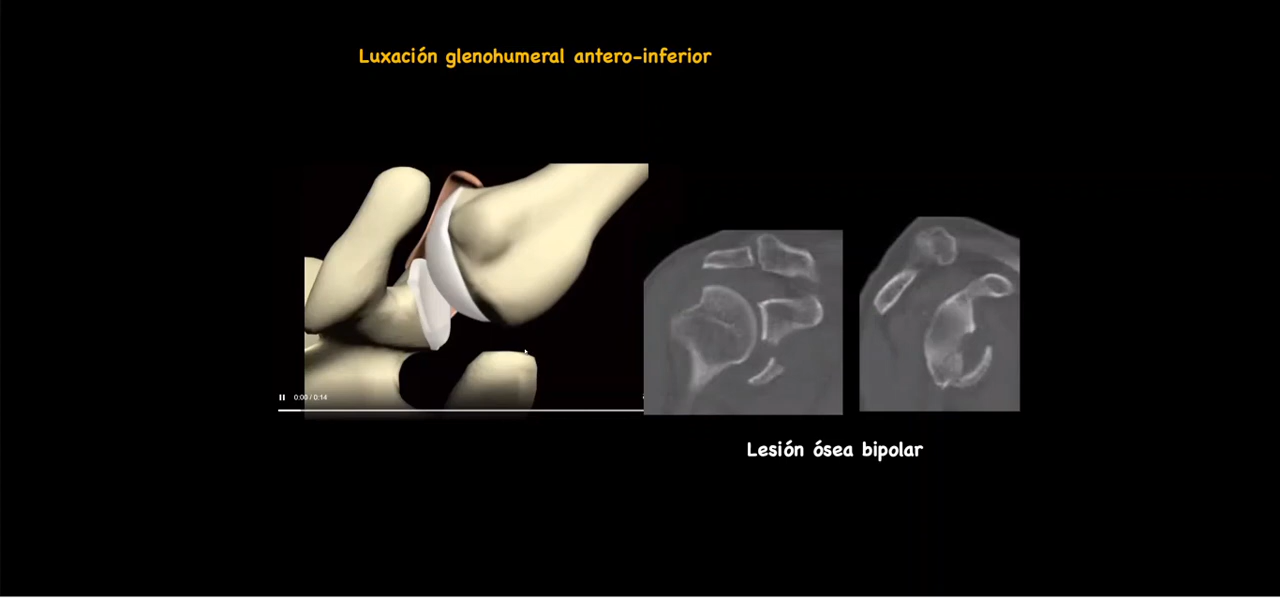 Luxación glenohumeral antero-inferior
0:00 / 0:14
Lesión ósea bipolar